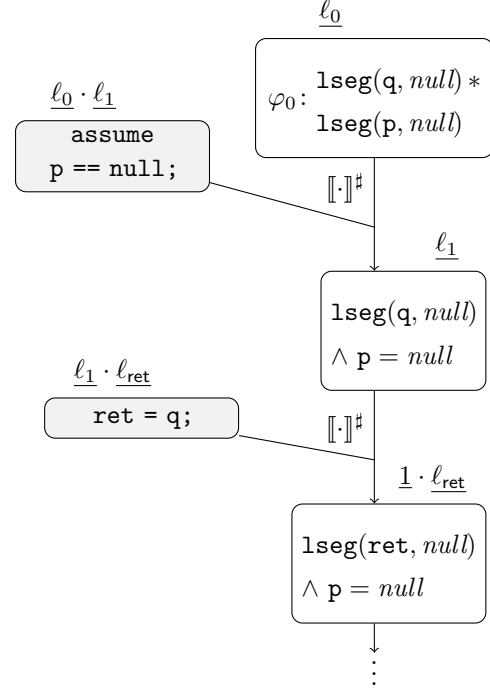 ℓ₀
φ₀: lseg(q, null) *
lseg(p, null)
ℓ₀ · ℓ₁
assume
p == null;
⟦·⟧♯
ℓ₁
lseg(q, null)
∧ p = null
ℓ₁ · ℓret
ret = q;
⟦·⟧♯
1 · ℓret
lseg(ret, null)
∧ p = null
⋮